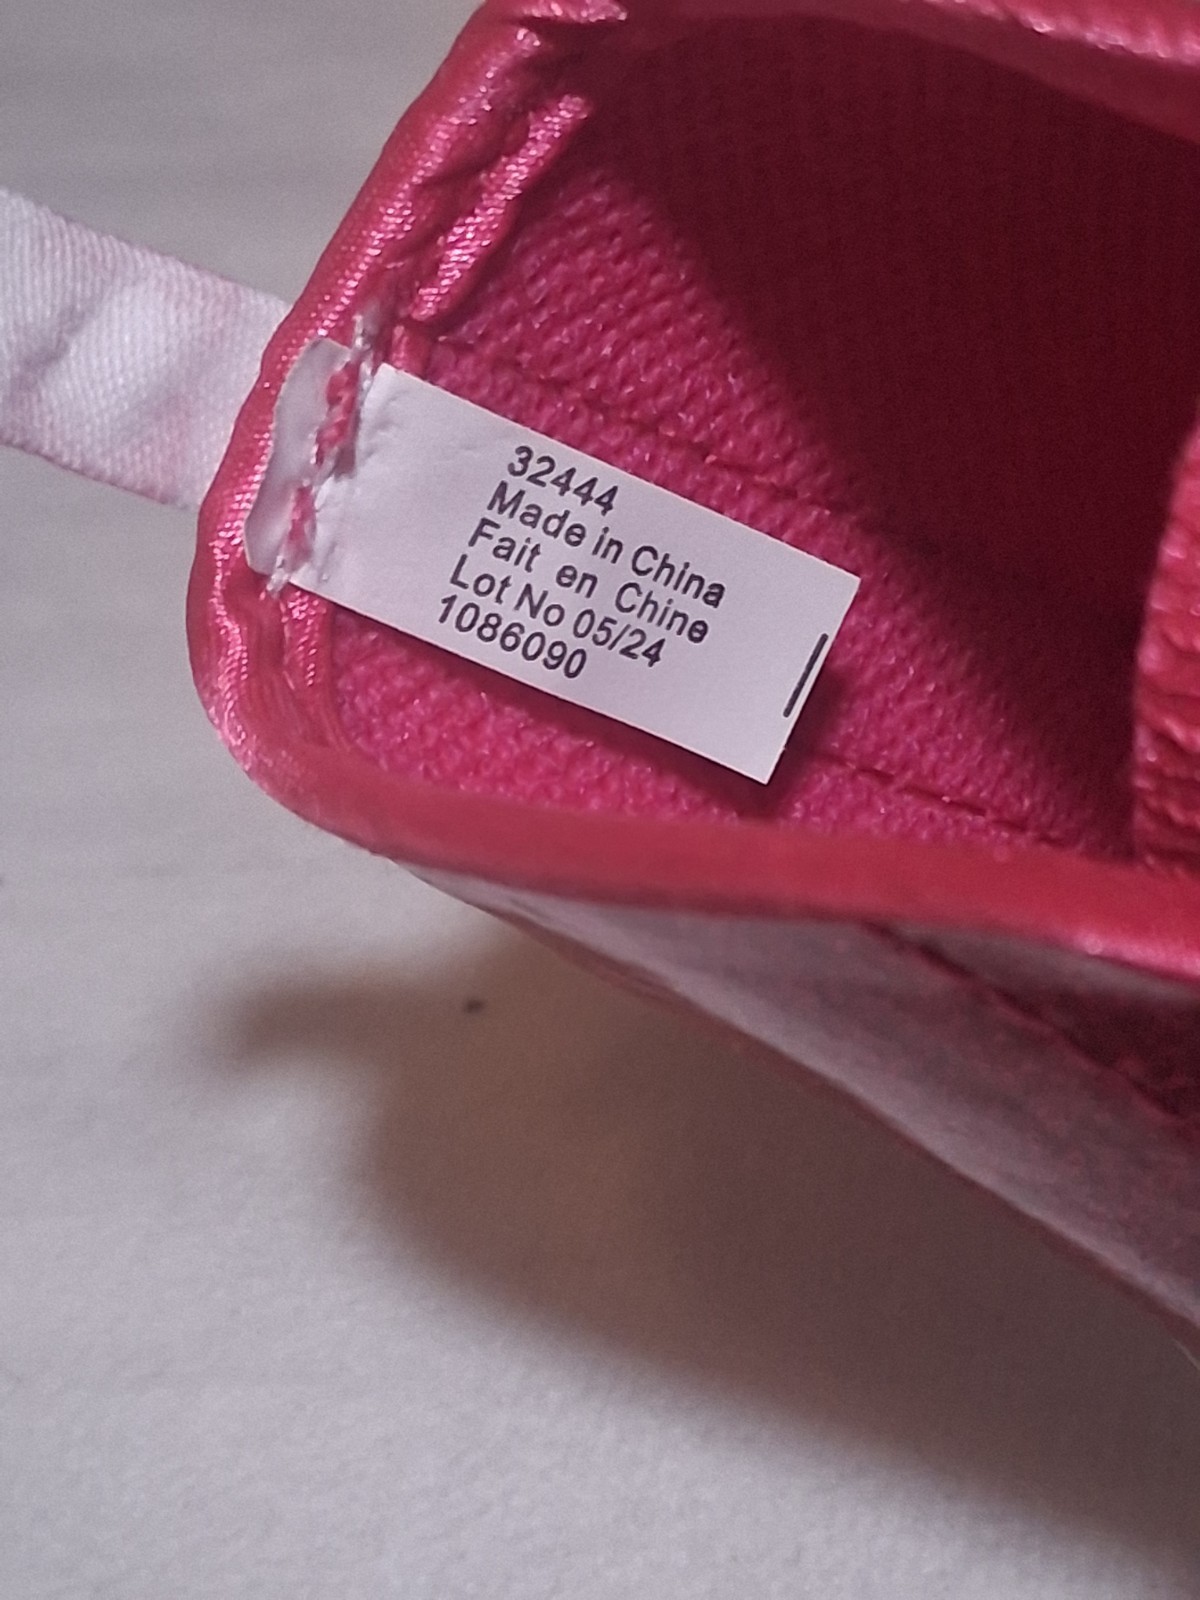 32444
Made in China
Fait en Chine
Lot No 05/24
1086090